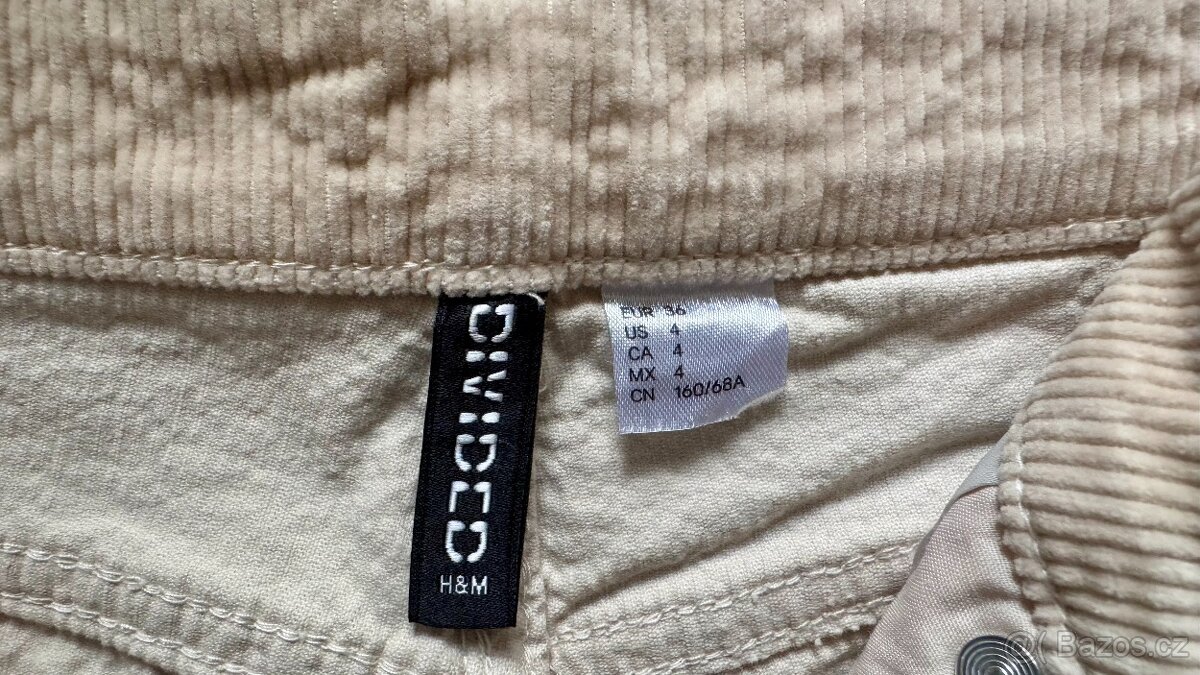 DIVIDED
H&M
EUR 36
US 4
CA 4
MX 4
CN 160/68A
Bazos.cz